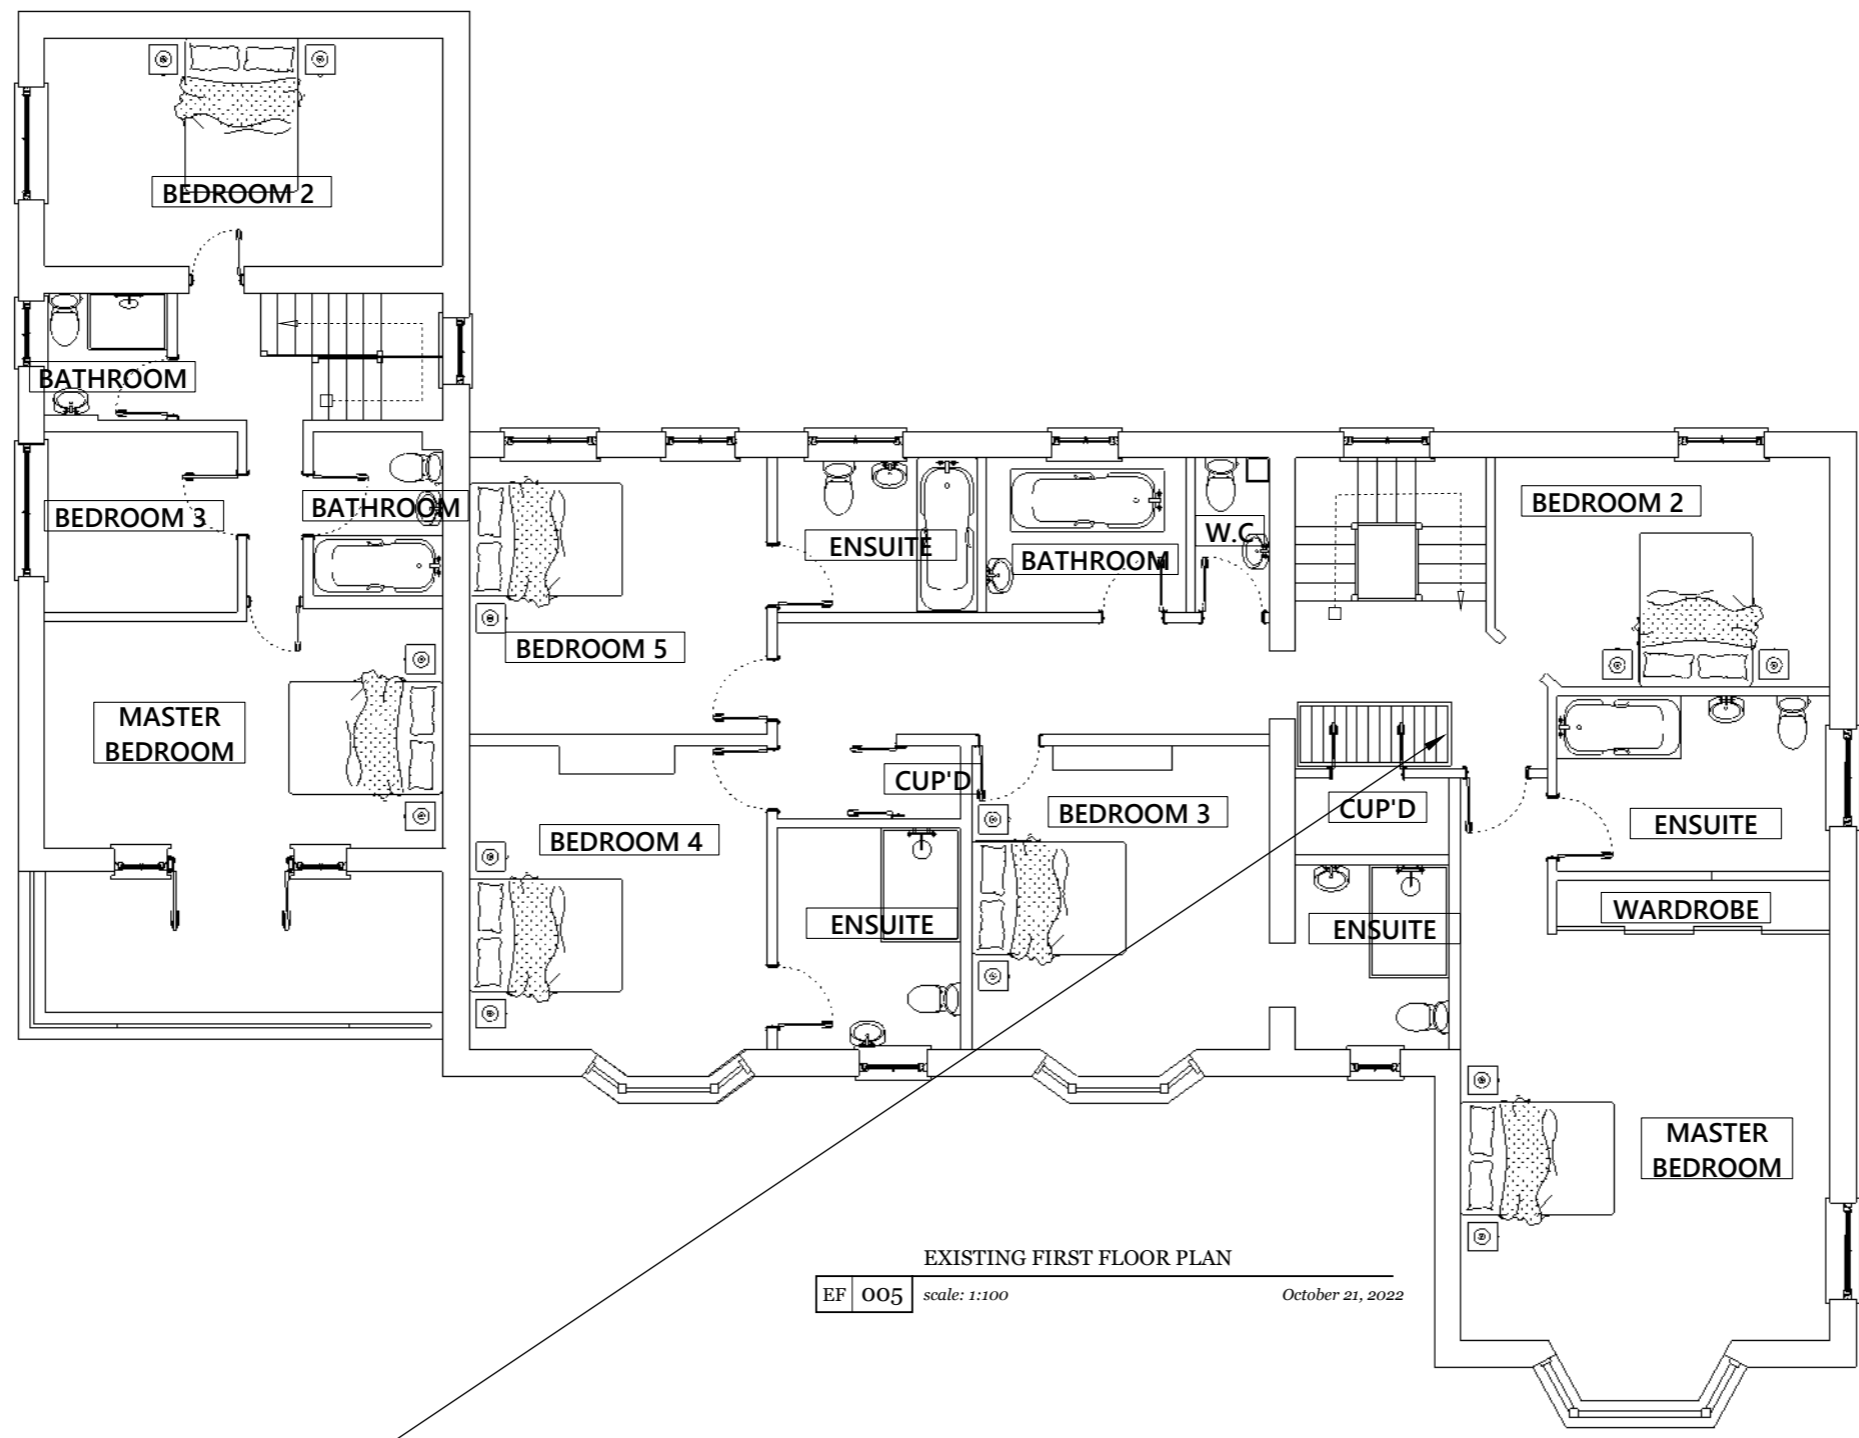 BEDROOM 2
BATHROOM
BEDROOM 3
BATHROOM
MASTER
BEDROOM
BEDROOM 5
ENSUITE
BATHROOM
W.C
BEDROOM 2
CUP'D
BEDROOM 3
CUP'D
ENSUITE
BEDROOM 4
ENSUITE
ENSUITE
WARDROBE
MASTER
BEDROOM
EXISTING FIRST FLOOR PLAN
EF 005 scale: 1:100 October 21, 2022